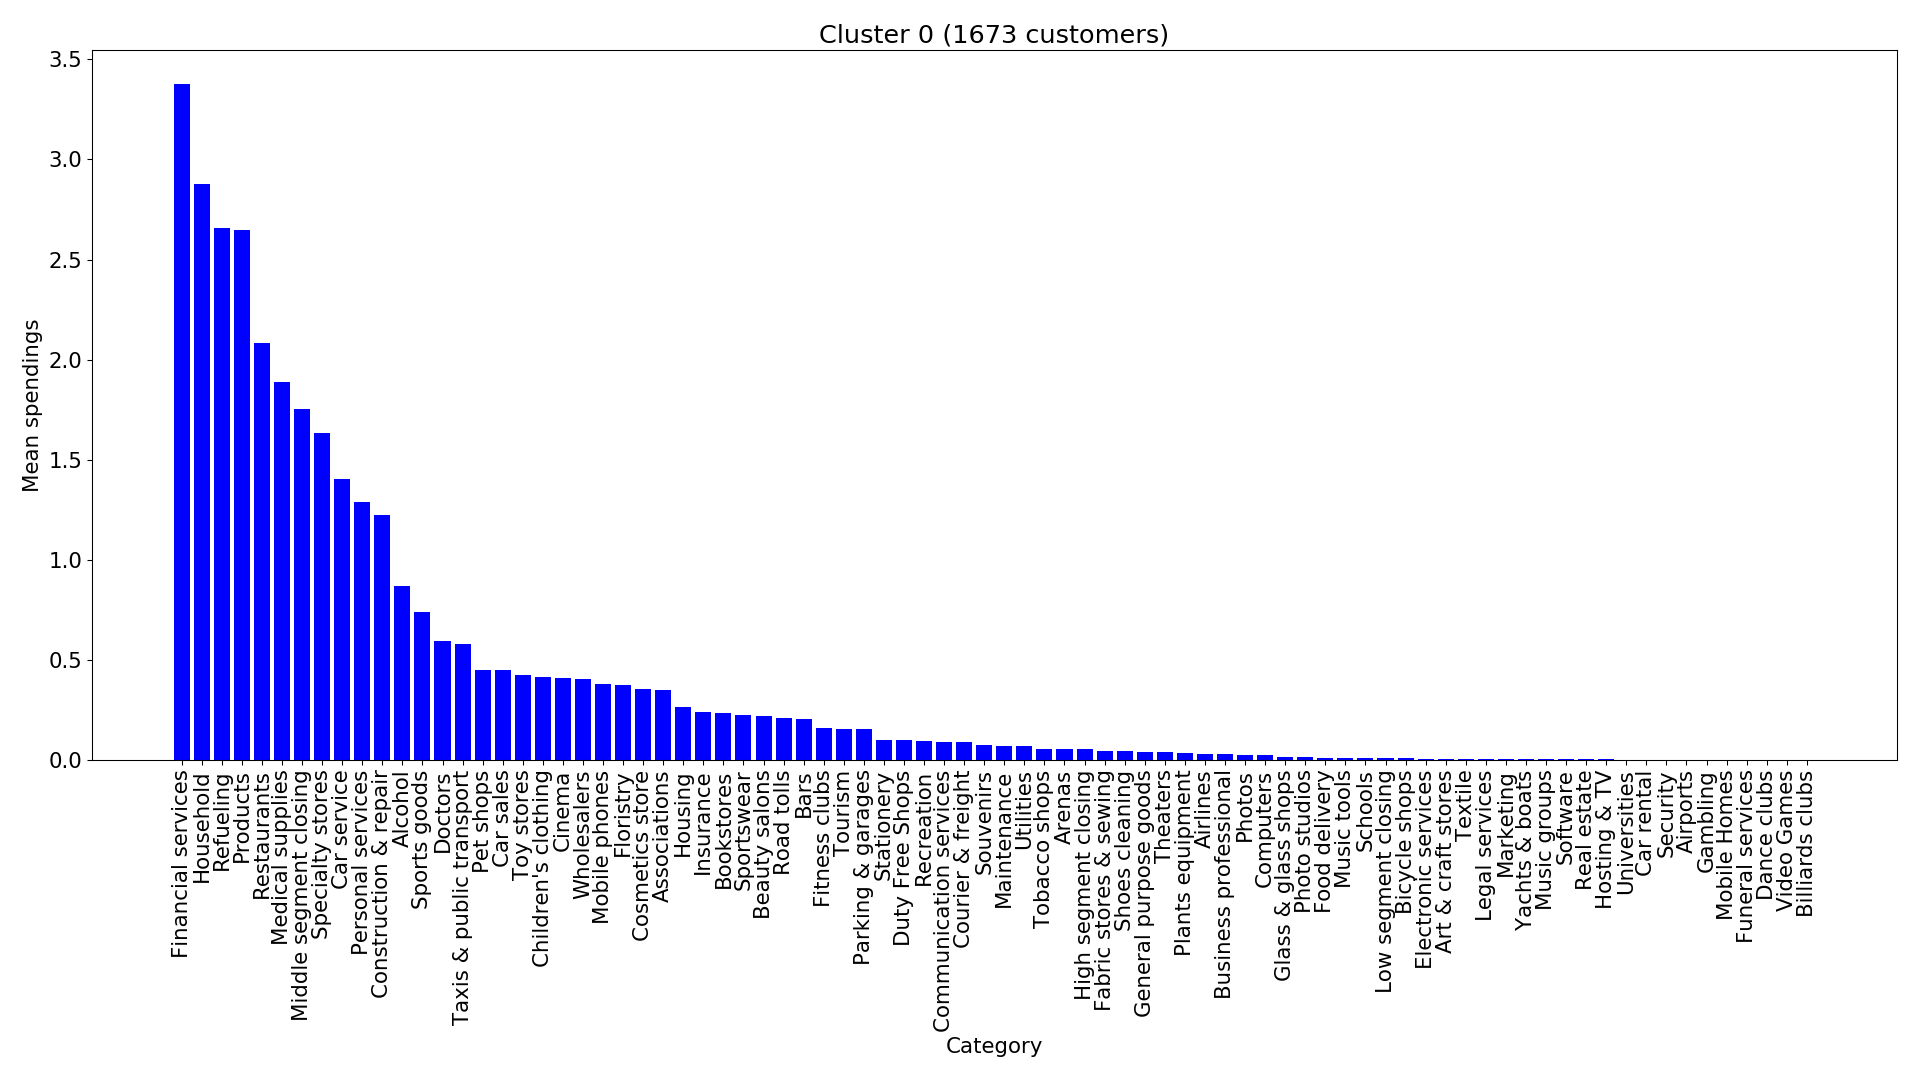 Cluster 0 (1673 customers)
3.5
3.0
2.5
2.0
1.5
1.0
0.5
0.0
Mean spendings
Financial services
Household
Refueling
Products
Restaurants
Medical supplies
Middle segment closing
Specialty stores
Car service
Personal services
Construction & repair
Alcohol
Sports goods
Doctors
Taxis & public transport
Pet shops
Car sales
Toy stores
Children's clothing
Cinema
Wholesalers
Mobile phones
Floristry
Cosmetics store
Associations
Housing
Insurance
Bookstores
Sportswear
Beauty salons
Road tolls
Bars
Fitness clubs
Tourism
Parking & garages
Stationery
Duty Free Shops
Recreation
Communication services
Courier & freight
Souvenirs
Maintenance
Utilities
Tobacco shops
Arenas
High segment closing
Fabric stores & sewing
Shoes cleaning
General purpose goods
Theaters
Plants equipment
Airlines
Business professional
Photos
Computers
Glass & glass shops
Photo studios
Food delivery
Music tools
Schools
Low segment closing
Bicycle shops
Electronic services
Art & craft stores
Textile
Legal services
Marketing
Yachts & boats
Music groups
Software
Real estate
Hosting & TV
Universities
Car rental
Security
Airports
Gambling
Mobile Homes
Funeral services
Dance clubs
Video Games
Billiards clubs
Category